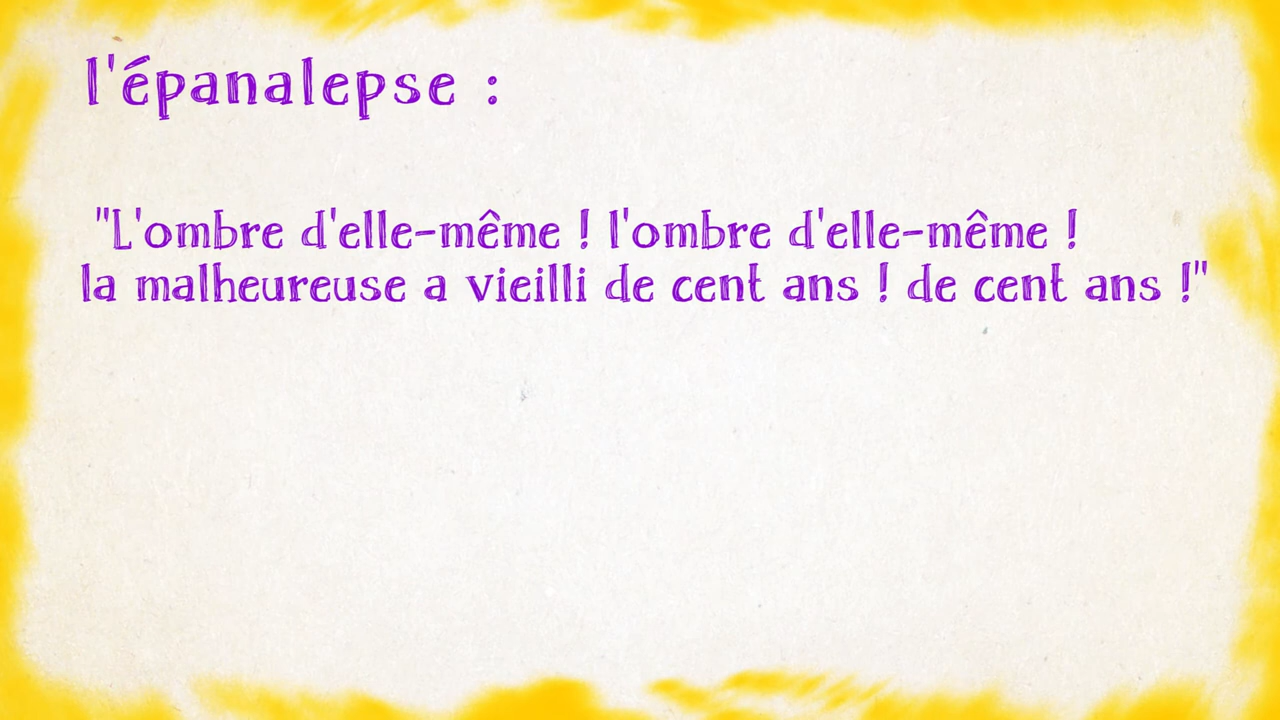 l'épanalepse :
"L'ombre d'elle-même ! l'ombre d'elle-même !
la malheureuse a vieilli de cent ans ! de cent ans !"